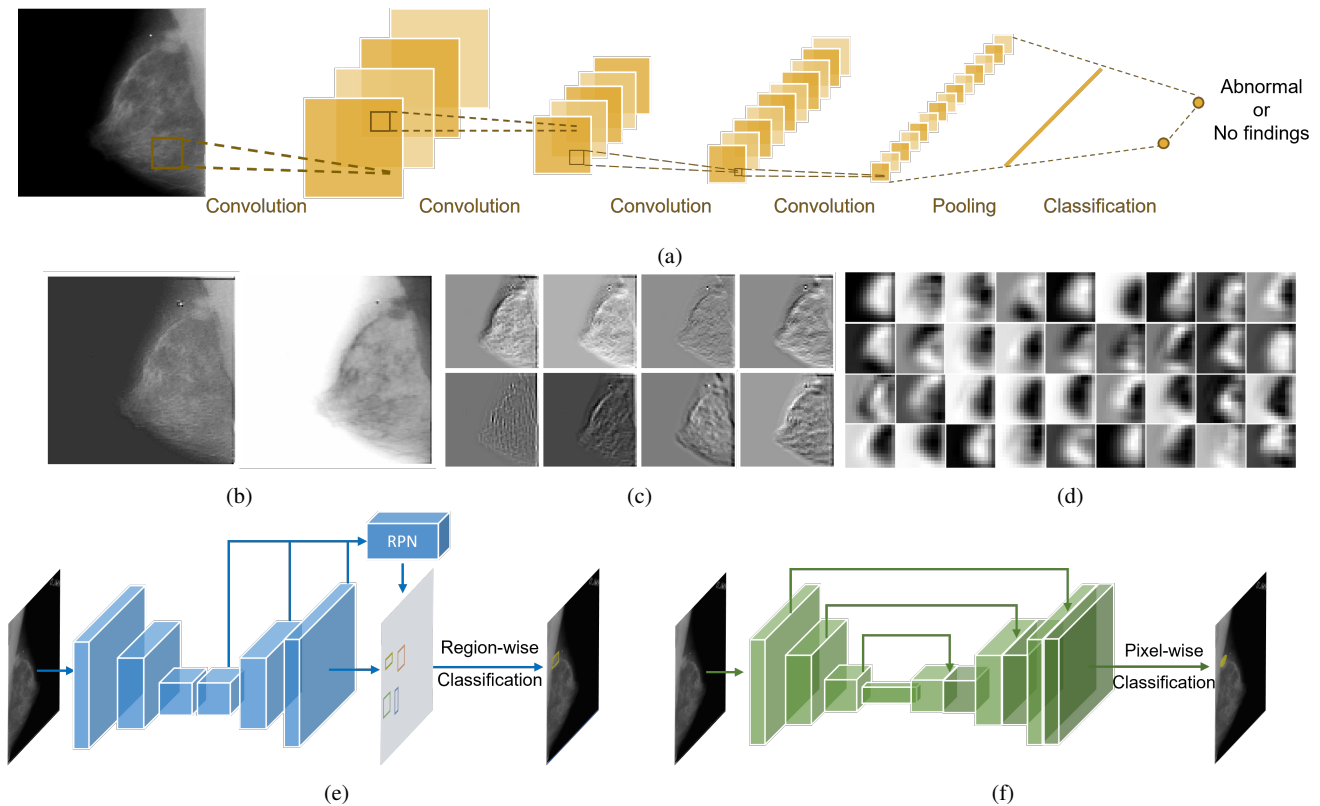 Abnormal
or
No findings
Convolution Convolution Convolution Convolution Pooling Classification
(a)
(b) (c) (d)
RPN
Region-wise
Classification
Pixel-wise
Classification
(e) (f)